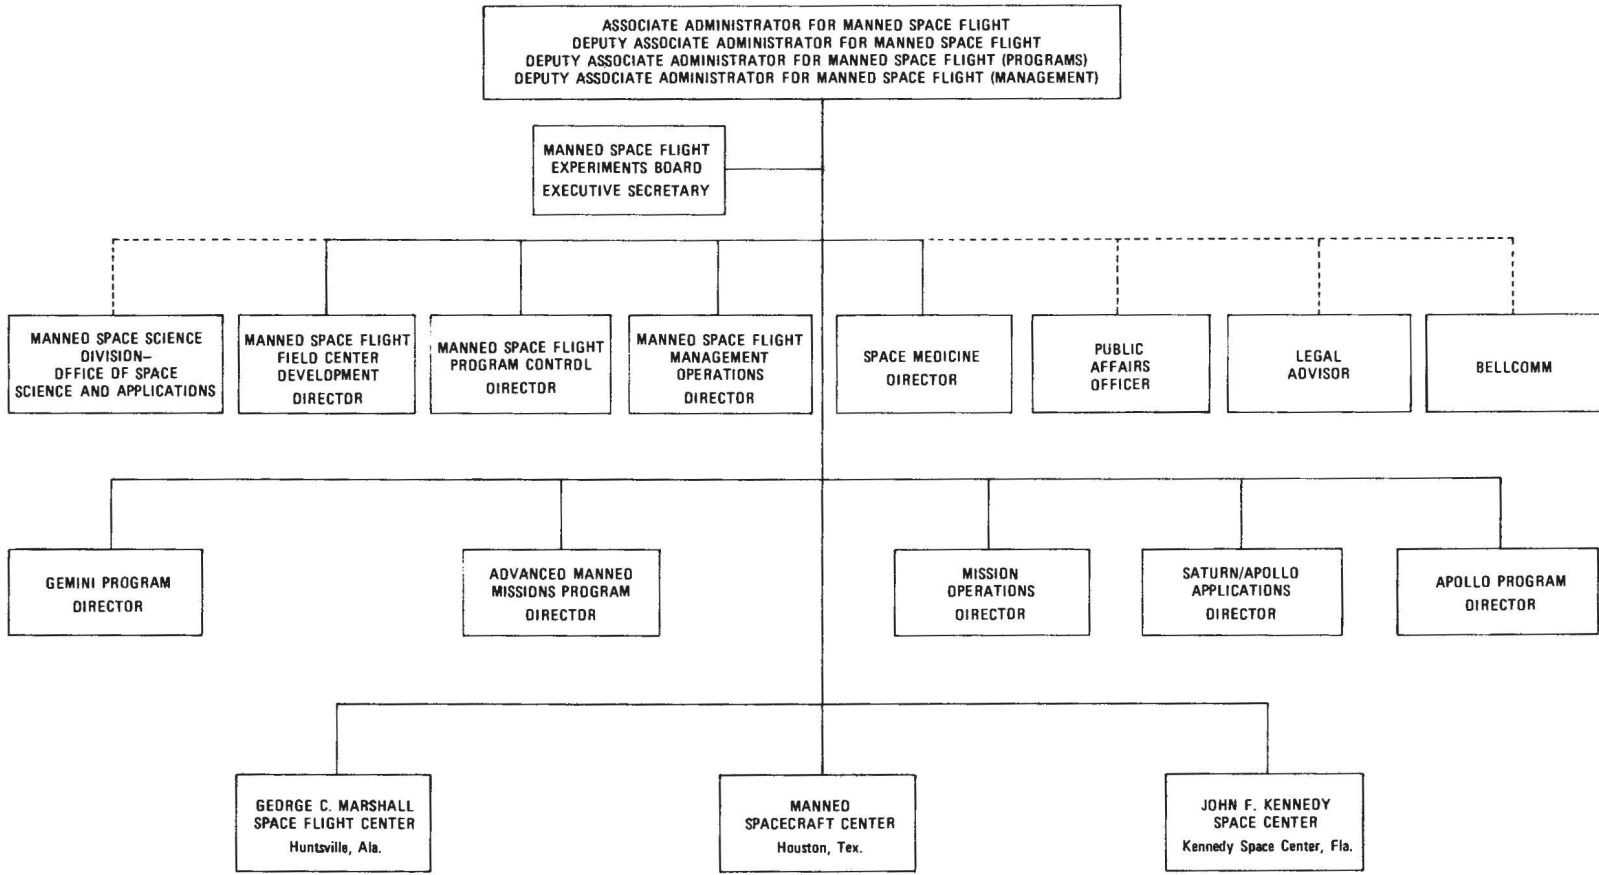 ASSOCIATE ADMINISTRATOR FOR MANNED SPACE FLIGHT
DEPUTY ASSOCIATE ADMINISTRATOR FOR MANNED SPACE FLIGHT
DEPUTY ASSOCIATE ADMINISTRATOR FOR MANNED SPACE FLIGHT (PROGRAMS)
DEPUTY ASSOCIATE ADMINISTRATOR FOR MANNED SPACE FLIGHT (MANAGEMENT)
MANNED SPACE FLIGHT
EXPERIMENTS BOARD
EXECUTIVE SECRETARY
MANNED SPACE SCIENCE
DIVISION–
OFFICE OF SPACE
SCIENCE AND APPLICATIONS
MANNED SPACE FLIGHT
FIELD CENTER
DEVELOPMENT
DIRECTOR
MANNED SPACE FLIGHT
PROGRAM CONTROL
DIRECTOR
MANNED SPACE FLIGHT
MANAGEMENT
OPERATIONS
DIRECTOR
SPACE MEDICINE
DIRECTOR
PUBLIC
AFFAIRS
OFFICER
LEGAL
ADVISOR
BELLCOMM
GEMINI PROGRAM
DIRECTOR
ADVANCED MANNED
MISSIONS PROGRAM
DIRECTOR
MISSION
OPERATIONS
DIRECTOR
SATURN/APOLLO
APPLICATIONS
DIRECTOR
APOLLO PROGRAM
DIRECTOR
GEORGE C. MARSHALL
SPACE FLIGHT CENTER
Huntsville, Ala.
MANNED
SPACECRAFT CENTER
Houston, Tex.
JOHN F. KENNEDY
SPACE CENTER
Kennedy Space Center, Fla.